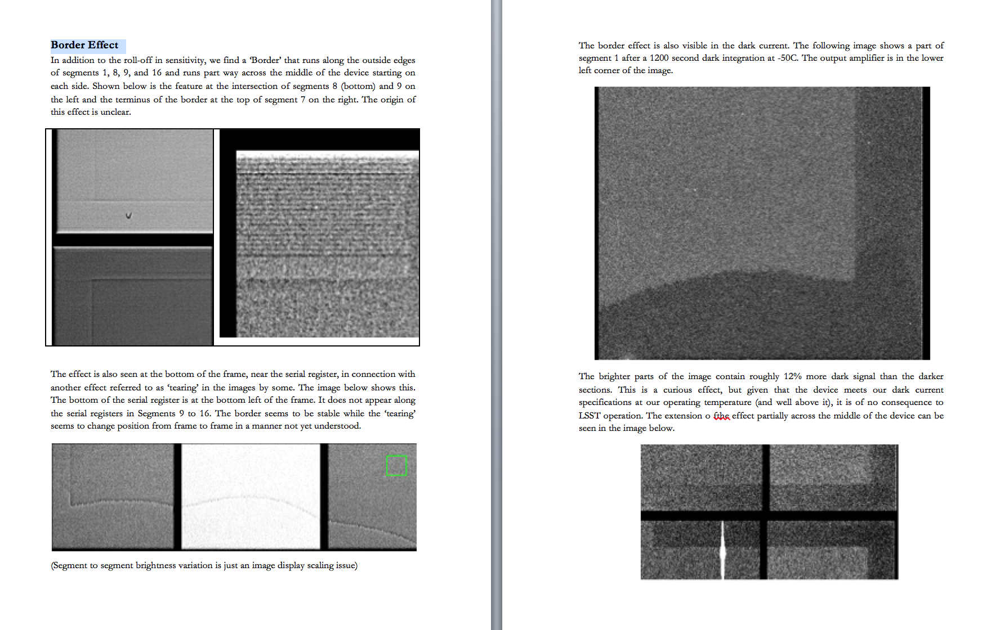 Border Effect
In addition to the roll-off in sensitivity, we find a 'Border' that runs along the outside edges
of segments 1, 8, 9, and 16 and runs part way across the middle of the device starting on
each side. Shown below is the feature at the intersection of segments 8 (bottom) and 9 on
the left and the terminus of the border at the top of segment 7 on the right. The origin of
this effect is unclear.
The effect is also seen at the bottom of the frame, near the serial register, in connection with
another effect referred to as 'tearing' in the images by some. The image below shows this.
The bottom of the serial register is at the bottom left of the frame. It does not appear along
the serial registers in Segments 9 to 16. The border seems to be stable while the 'tearing'
seems to change position from frame to frame in a manner not yet understood.
(Segment to segment brightness variation is just an image display scaling issue)
The border effect is also visible in the dark current. The following image shows a part of
segment 1 after a 1200 second dark integration at -50C. The output amplifier is in the lower
left corner of the image.
The brighter parts of the image contain roughly 12% more dark signal than the darker
sections. This is a curious effect, but given that the device meets our dark current
specifications at our operating temperature (and well above it), it is of no consequence to
LSST operation. The extension o fthe effect partially across the middle of the device can be
seen in the image below.